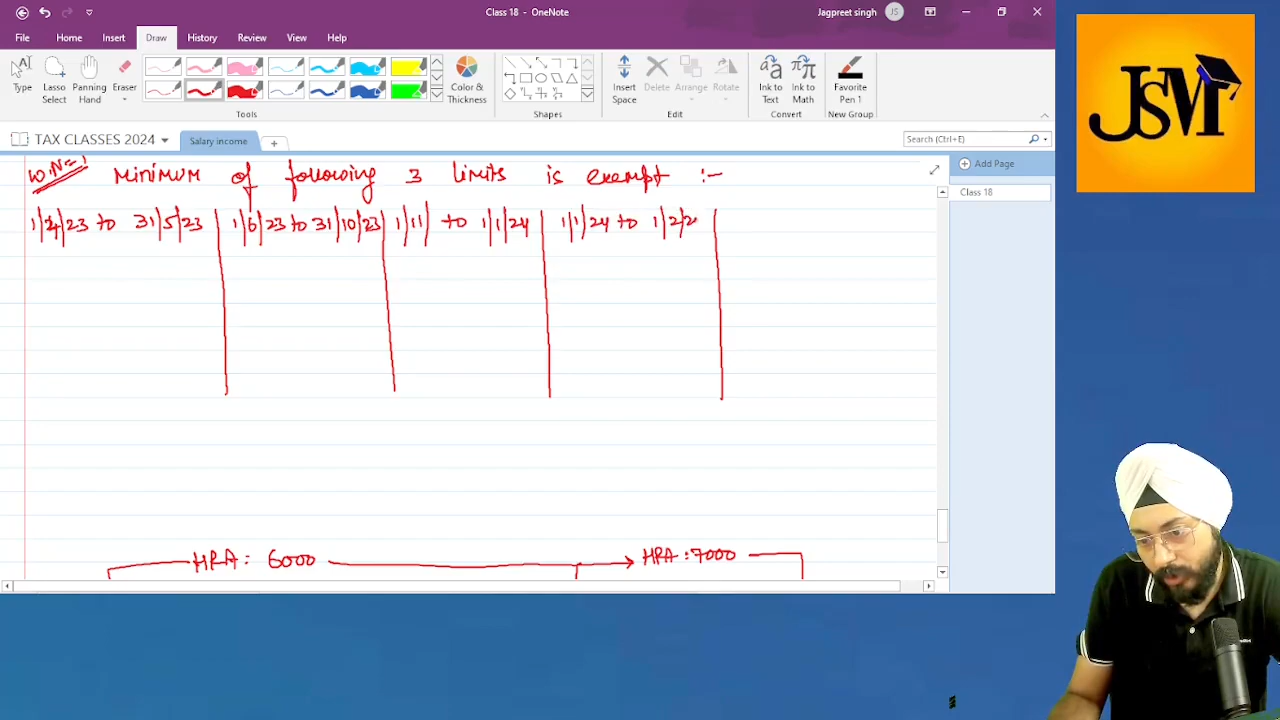 Class 18 - OneNote
Jagpreet singh JS
File Home Insert Draw History Review View Help
Type Lasso Select Panning Hand Eraser
Color & Thickness
Insert Space Delete Arrange Rotate
Ink to Text Ink to Math
Favorite Pen 1
Tools Shapes Edit Convert New Group
TAX CLASSES 2024 Salary income Search (Ctrl+E)
Add Page
Class 18
W.N=1 Minimum of following 3 limits is exempt :-
1/4/23 to 31/5/23 1/6/23 to 31/10/23 1/11/ to 1/1/24 1/1/24 to 1/2/2
HRA: 6000 HRA:7000
JSM